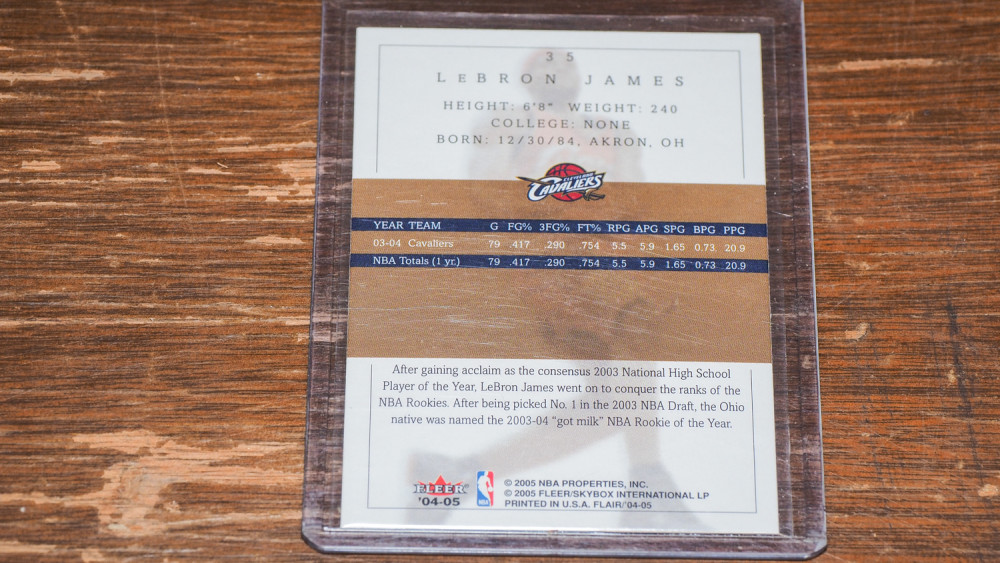 3 5
LEBRON JAMES
HEIGHT: 6'8" WEIGHT: 240
COLLEGE: NONE
BORN: 12/30/84, AKRON, OH
CLEVELAND
CAVALIERS
YEAR TEAM G FG% 3FG% FT% RPG APG SPG BPG PPG
03-04 Cavaliers 79 .417 .290 .754 5.5 5.9 1.65 0.73 20.9
NBA Totals (1 yr.) 79 .417 .290 .754 5.5 5.9 1.65 0.73 20.9
After gaining acclaim as the consensus 2003 National High School
Player of the Year, LeBron James went on to conquer the ranks of the
NBA Rookies. After being picked No. 1 in the 2003 NBA Draft, the Ohio
native was named the 2003-04 “got milk” NBA Rookie of the Year.
FLEER
'04-05
NBA
© 2005 NBA PROPERTIES, INC.
© 2005 FLEER/SKYBOX INTERNATIONAL LP
PRINTED IN U.S.A. FLAIR/'04-05